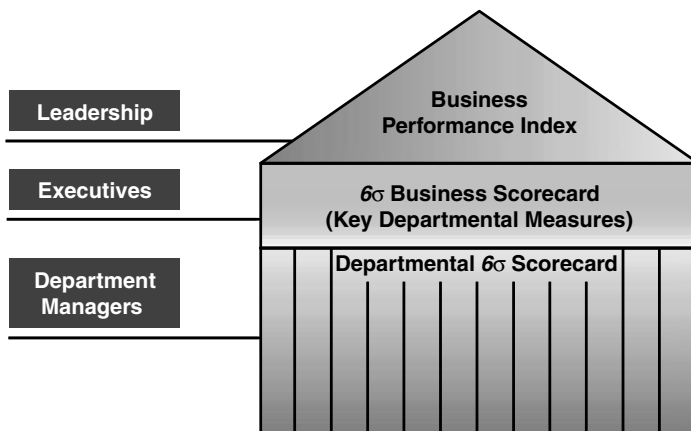 Leadership
Business
Performance Index
Executives
6σ Business Scorecard
(Key Departmental Measures)
Department
Managers
Departmental 6σ Scorecard